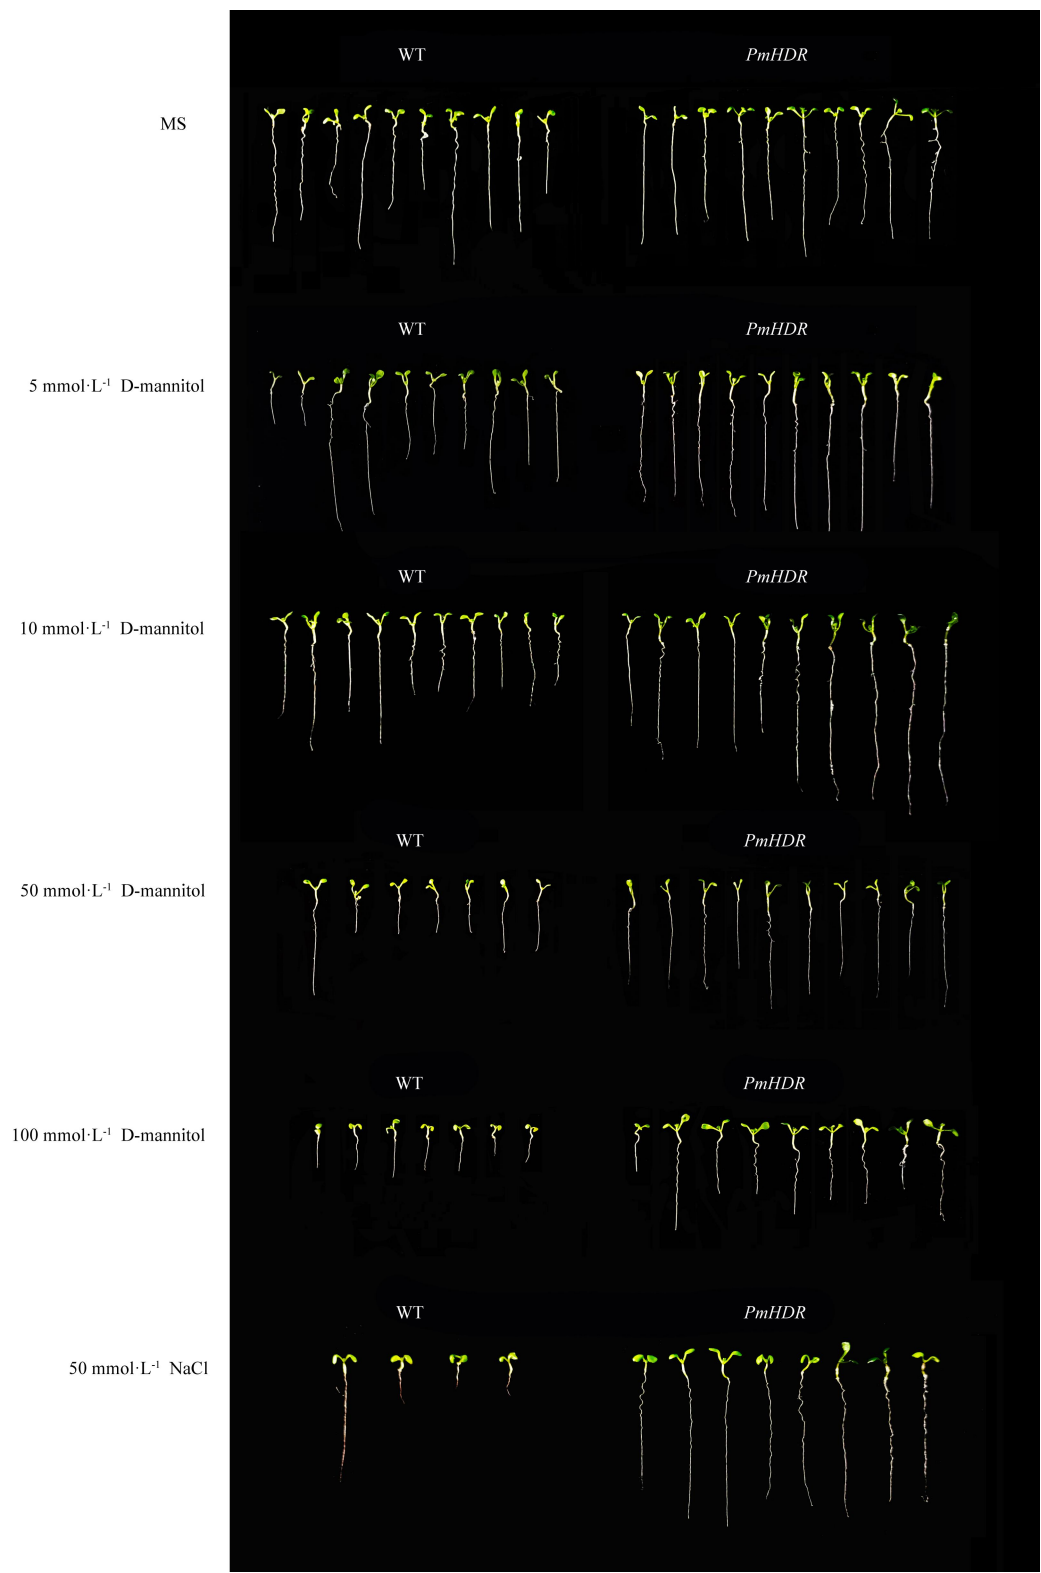 WT PmHDR
MS
WT PmHDR
5 mmol·L⁻¹ D-mannitol
WT PmHDR
10 mmol·L⁻¹ D-mannitol
WT PmHDR
50 mmol·L⁻¹ D-mannitol
WT PmHDR
100 mmol·L⁻¹ D-mannitol
WT PmHDR
50 mmol·L⁻¹ NaCl